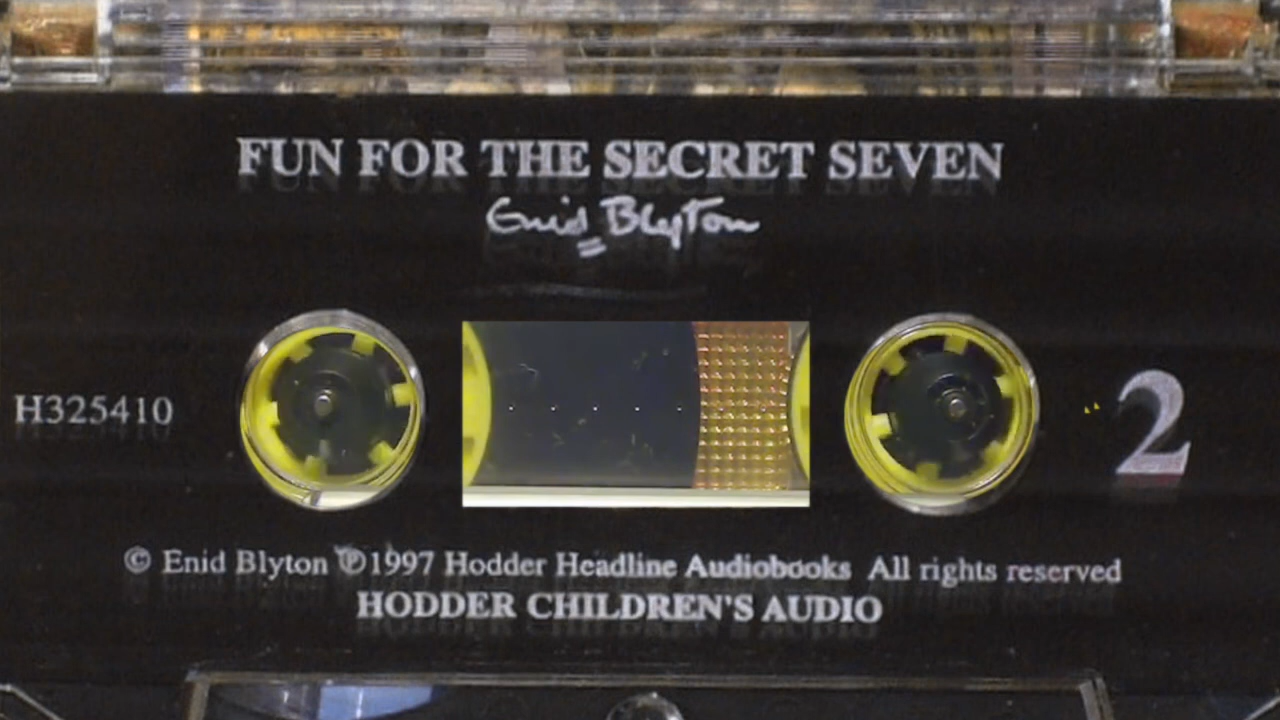 FUN FOR THE SECRET SEVEN
Enid Blyton
H325410
2
© Enid Blyton ℗1997 Hodder Headline Audiobooks All rights reserved
HODDER CHILDREN'S AUDIO